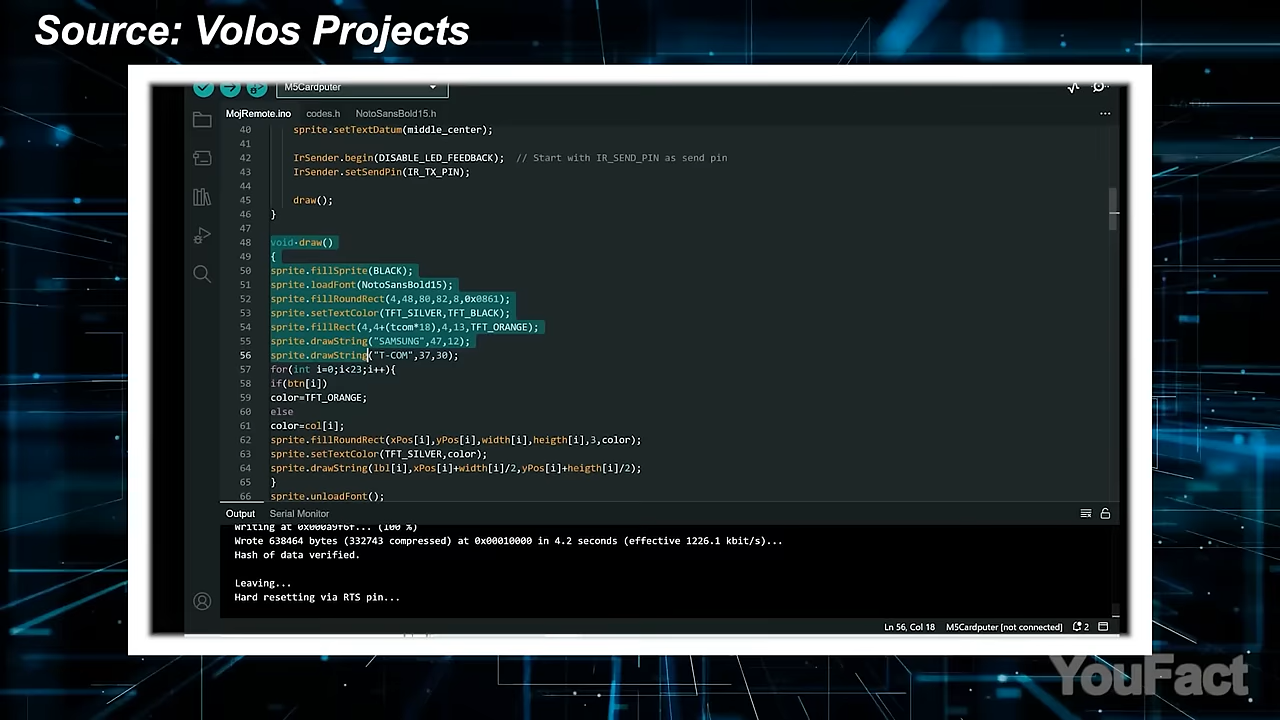 Source: Volos Projects
M5Cardputer
MojRemote.ino codes.h NotoSansBold15.h
40 sprite.setTextDatum(middle_center);
41
42 IrSender.begin(DISABLE_LED_FEEDBACK); // Start with IR_SEND_PIN as send pin
43 IrSender.setSendPin(IR_TX_PIN);
44
45 draw();
46 }
47
48 void·draw()
49 {
50 sprite.fillSprite(BLACK);
51 sprite.loadFont(NotoSansBold15);
52 sprite.fillRoundRect(4,48,80,82,8,0x0861);
53 sprite.setTextColor(TFT_SILVER,TFT_BLACK);
54 sprite.fillRect(4,4+(tcom*18),4,13,TFT_ORANGE);
55 sprite.drawString("SAMSUNG",47,12);
56 sprite.drawString("T-COM",37,30);
57 for(int i=0;i<23;i++){
58 if(btn[i])
59 color=TFT_ORANGE;
60 else
61 color=col[i];
62 sprite.fillRoundRect(xPos[i],yPos[i],width[i],heigth[i],3,color);
63 sprite.setTextColor(TFT_SILVER,color);
64 sprite.drawString(lbl[i],xPos[i]+width[i]/2,yPos[i]+heigth[i]/2);
65 }
66 sprite.unloadFont();
Output Serial Monitor
Writing at 0x000a9f6f... (100 %)
Wrote 638464 bytes (332743 compressed) at 0x00010000 in 4.2 seconds (effective 1226.1 kbit/s)...
Hash of data verified.
Leaving...
Hard resetting via RTS pin...
Ln 56, Col 18 M5Cardputer [not connected] 2
YouFact